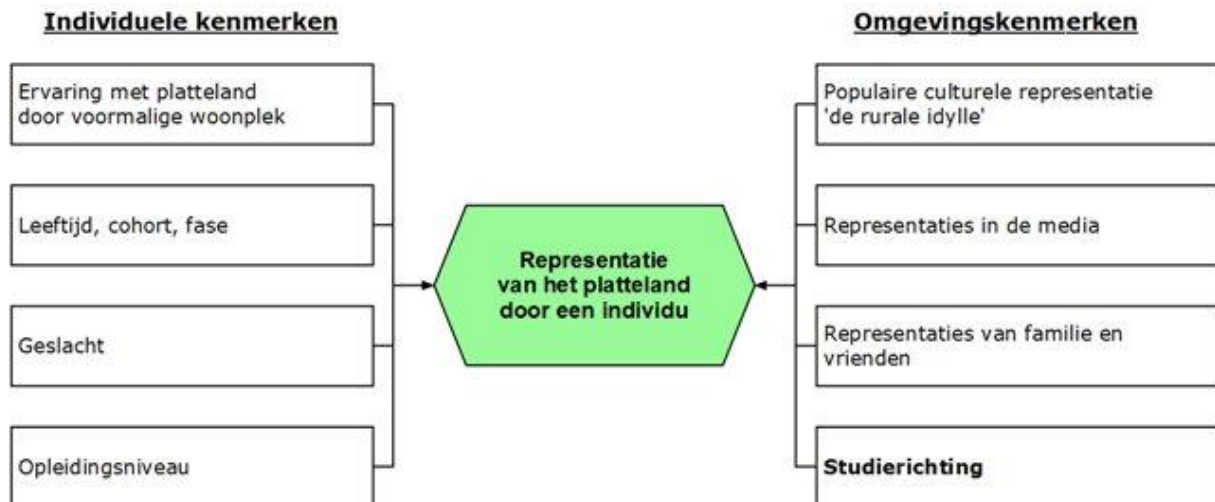 Individuele kenmerken
Ervaring met platteland
door voormalige woonplek
Leeftijd, cohort, fase
Geslacht
Opleidingsniveau
Representatie
van het platteland
door een individu
Omgevingskenmerken
Populaire culturele representatie
'de rurale idylle'
Representaties in de media
Representaties van familie en
vrienden
Studierichting